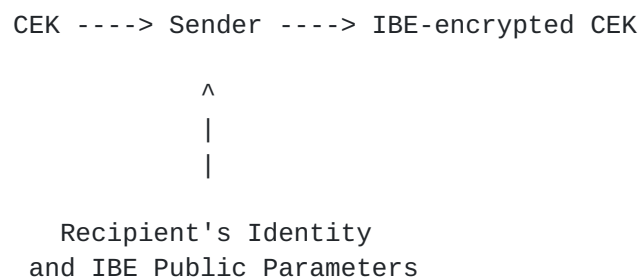 CEK ----> Sender ----> IBE-encrypted CEK
^
|
|
Recipient's Identity
and IBE Public Parameters